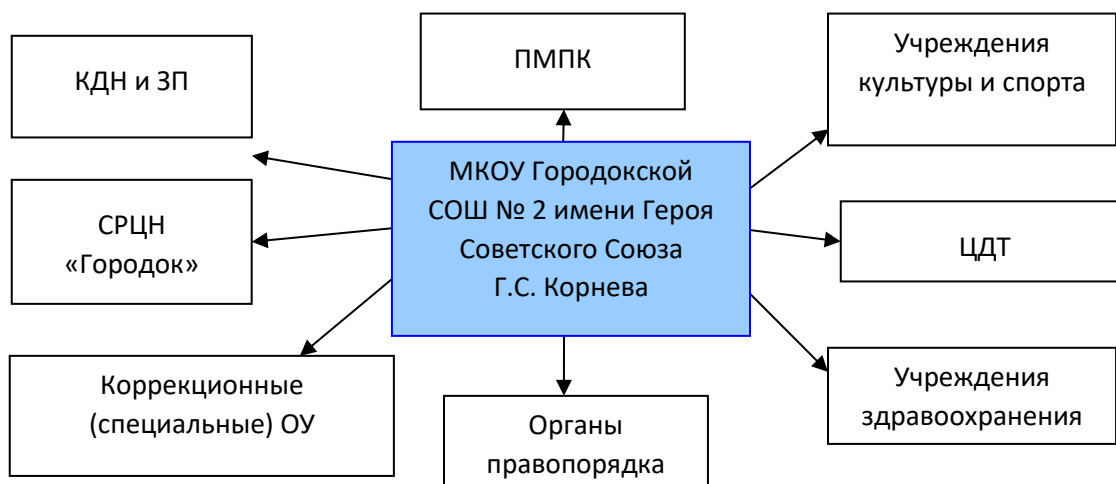 КДН и ЗП
ПМПК
Учреждения
культуры и спорта
МКОУ Городокской
СОШ № 2 имени Героя
Советского Союза
Г.С. Корнева
СРЦН
«Городок»
ЦДТ
Коррекционные
(специальные) ОУ
Органы
правопорядка
Учреждения
здравоохранения